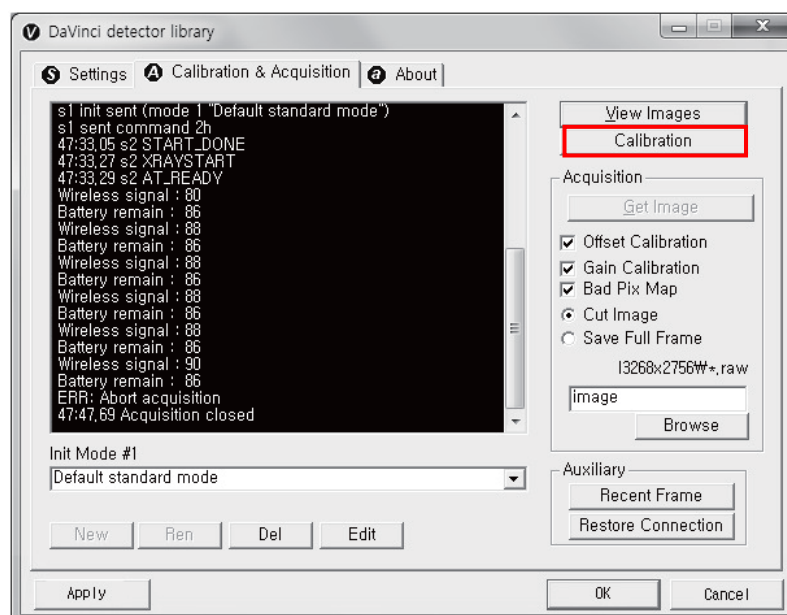 DaVinci detector library
Settings
Calibration & Acquisition
About
s1 init sent (mode 1 "Default standard mode")
s1 sent command 2h
47:33,05 s2 START_DONE
47:33,27 s2 XRAYSTART
47:33,29 s2 AT_READY
Wireless signal : 80
Battery remain : 86
Wireless signal : 88
Battery remain : 86
Wireless signal : 88
Battery remain : 86
Wireless signal : 88
Battery remain : 86
Wireless signal : 88
Battery remain : 86
Wireless signal : 90
Battery remain : 86
ERR: Abort acquisition
47:47,69 Acquisition closed
Init Mode #1
Default standard mode
New
Ren
Del
Edit
View Images
Calibration
Acquisition
Get Image
Offset Calibration
Gain Calibration
Bad Pix Map
Cut Image
Save Full Frame
I3268x2756₩*,raw
image
Browse
Auxiliary
Recent Frame
Restore Connection
Apply
OK
Cancel